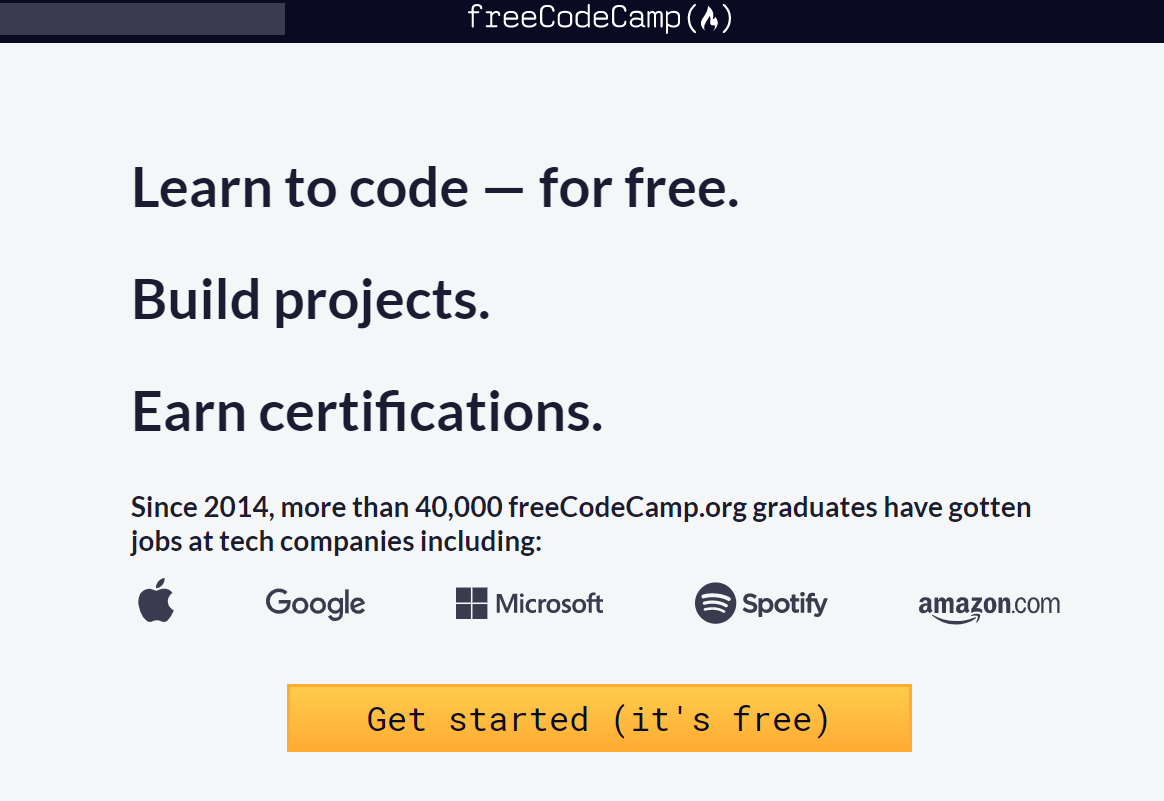 freeCodeCamp(🔥)
Learn to code — for free.
Build projects.
Earn certifications.
Since 2014, more than 40,000 freeCodeCamp.org graduates have gotten
jobs at tech companies including:
Google Microsoft Spotify amazon.com
Get started (it's free)